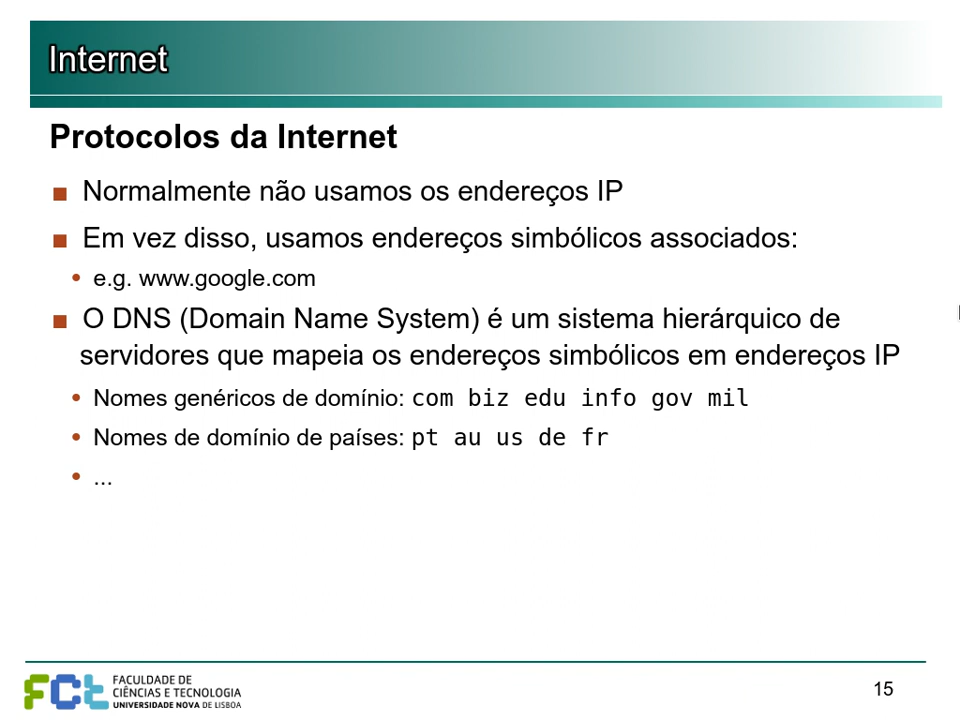 Internet
Protocolos da Internet
Normalmente não usamos os endereços IP
Em vez disso, usamos endereços simbólicos associados:
e.g. www.google.com
O DNS (Domain Name System) é um sistema hierárquico de
servidores que mapeia os endereços simbólicos em endereços IP
Nomes genéricos de domínio: com biz edu info gov mil
Nomes de domínio de países: pt au us de fr
...
FCt
FACULDADE DE
CIÊNCIAS E TECNOLOGIA
UNIVERSIDADE NOVA DE LISBOA
15